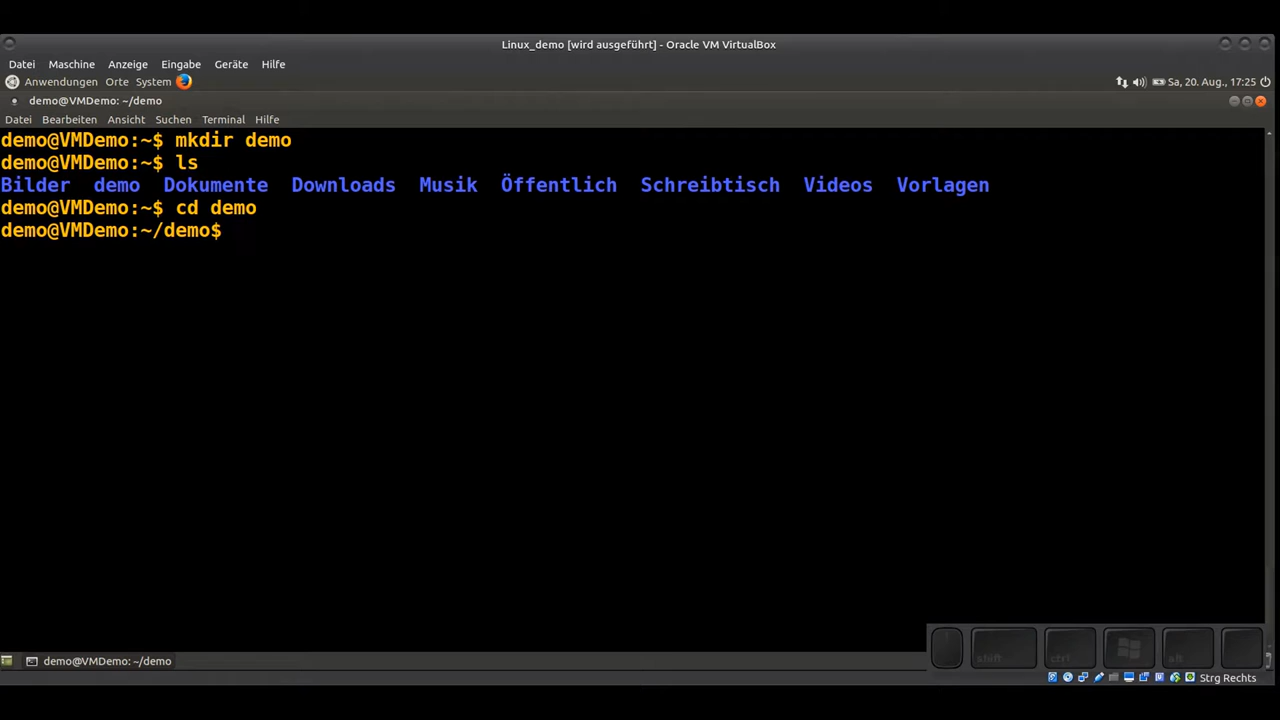 Linux_demo [wird ausgeführt] - Oracle VM VirtualBox
Datei Maschine Anzeige Eingabe Geräte Hilfe
Anwendungen Orte System Sa, 20. Aug., 17:25
demo@VMDemo: ~/demo
Datei Bearbeiten Ansicht Suchen Terminal Hilfe
demo@VMDemo:~$ mkdir demo
demo@VMDemo:~$ ls
Bilder demo Dokumente Downloads Musik Öffentlich Schreibtisch Videos Vorlagen
demo@VMDemo:~$ cd demo
demo@VMDemo:~/demo$
shift ctrl alt
demo@VMDemo: ~/demo
Strg Rechts